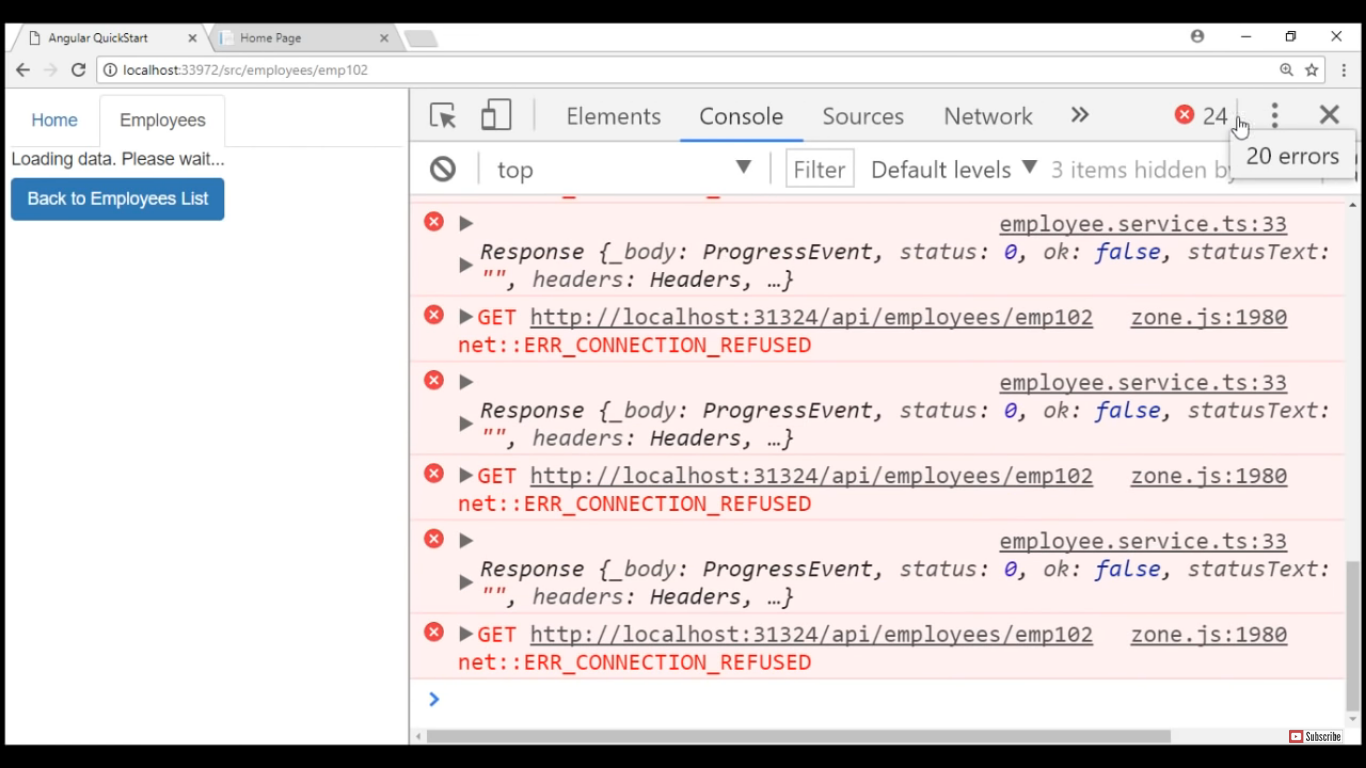 Angular QuickStart
Home Page
localhost:33972/src/employees/emp102
Home
Employees
Loading data. Please wait...
Back to Employees List
Elements
Console
Sources
Network
24
20 errors
top
Filter
Default levels
3 items hidden by
employee.service.ts:33
Response {_body: ProgressEvent, status: 0, ok: false, statusText:
"", headers: Headers, …}
GET http://localhost:31324/api/employees/emp102 zone.js:1980
net::ERR_CONNECTION_REFUSED
employee.service.ts:33
Response {_body: ProgressEvent, status: 0, ok: false, statusText:
"", headers: Headers, …}
GET http://localhost:31324/api/employees/emp102 zone.js:1980
net::ERR_CONNECTION_REFUSED
employee.service.ts:33
Response {_body: ProgressEvent, status: 0, ok: false, statusText:
"", headers: Headers, …}
GET http://localhost:31324/api/employees/emp102 zone.js:1980
net::ERR_CONNECTION_REFUSED
Subscribe